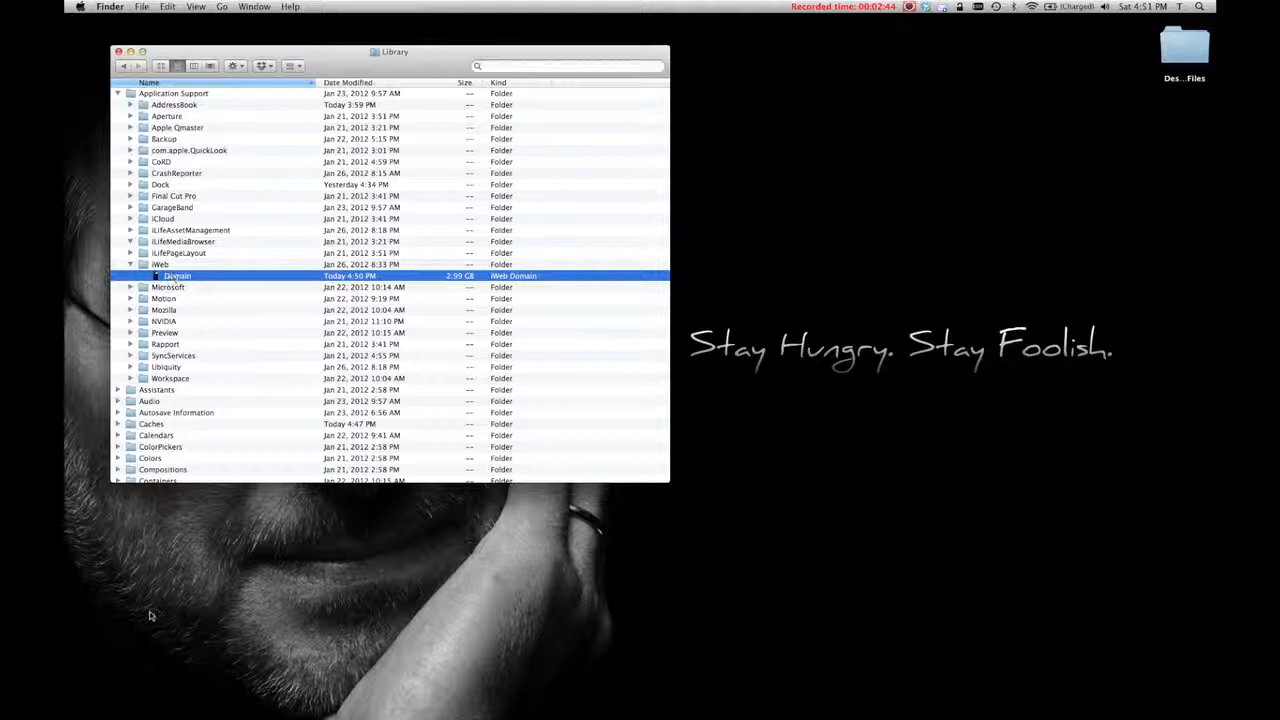 Finder File Edit View Go Window Help Recorded time: 00:02:44 (Charged) Sat 4:51 PM T
Library
Name Date Modified Size Kind
Application Support Jan 23, 2012 9:57 AM -- Folder
AddressBook Today 3:59 PM -- Folder
Aperture Jan 21, 2012 3:51 PM -- Folder
Apple Qmaster Jan 21, 2012 3:21 PM -- Folder
Backup Jan 22, 2012 5:15 PM -- Folder
com.apple.QuickLook Jan 21, 2012 3:01 PM -- Folder
CoRD Jan 21, 2012 4:59 PM -- Folder
CrashReporter Jan 26, 2012 8:15 AM -- Folder
Dock Yesterday 4:34 PM -- Folder
Final Cut Pro Jan 21, 2012 3:41 PM -- Folder
GarageBand Jan 23, 2012 9:57 AM -- Folder
iCloud Jan 21, 2012 3:41 PM -- Folder
iLifeAssetManagement Jan 26, 2012 8:18 PM -- Folder
iLifeMediaBrowser Jan 21, 2012 3:21 PM -- Folder
iLifePageLayout Jan 21, 2012 3:51 PM -- Folder
iWeb Jan 26, 2012 8:33 PM -- Folder
Domain Today 4:50 PM 2.99 GB iWeb Domain
Microsoft Jan 22, 2012 10:14 AM -- Folder
Motion Jan 22, 2012 9:19 PM -- Folder
Mozilla Jan 22, 2012 10:04 AM -- Folder
NVIDIA Jan 21, 2012 11:10 PM -- Folder
Preview Jan 22, 2012 10:15 AM -- Folder
Rapport Jan 21, 2012 3:44 PM -- Folder
SyncServices Jan 21, 2012 4:55 PM -- Folder
Ubiquity Jan 26, 2012 8:18 PM -- Folder
Workspace Jan 22, 2012 10:04 AM -- Folder
Assistants Jan 21, 2012 2:58 PM -- Folder
Audio Jan 23, 2012 9:57 AM -- Folder
Autosave Information Jan 23, 2012 6:56 AM -- Folder
Caches Today 4:47 PM -- Folder
Calendars Jan 22, 2012 9:41 AM -- Folder
ColorPickers Jan 21, 2012 2:58 PM -- Folder
Colors Jan 21, 2012 2:58 PM -- Folder
Compositions Jan 21, 2012 2:58 PM -- Folder
Containers Jan 22, 2012 10:15 AM -- Folder
Des...Files
Stay Hungry. Stay Foolish.